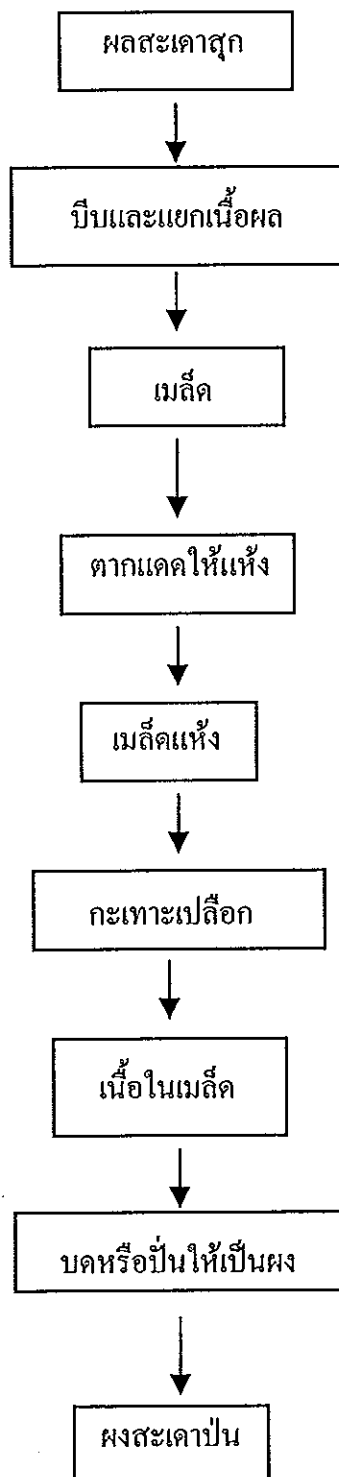 ผลสะเดาสุก
บีบและแยกเนื้อผล
เมล็ด
ตากแดดให้แห้ง
เมล็ดแห้ง
กะเทาะเปลือก
เนื้อในเมล็ด
บดหรือปั่นให้เป็นผง
ผงสะเดาป่น